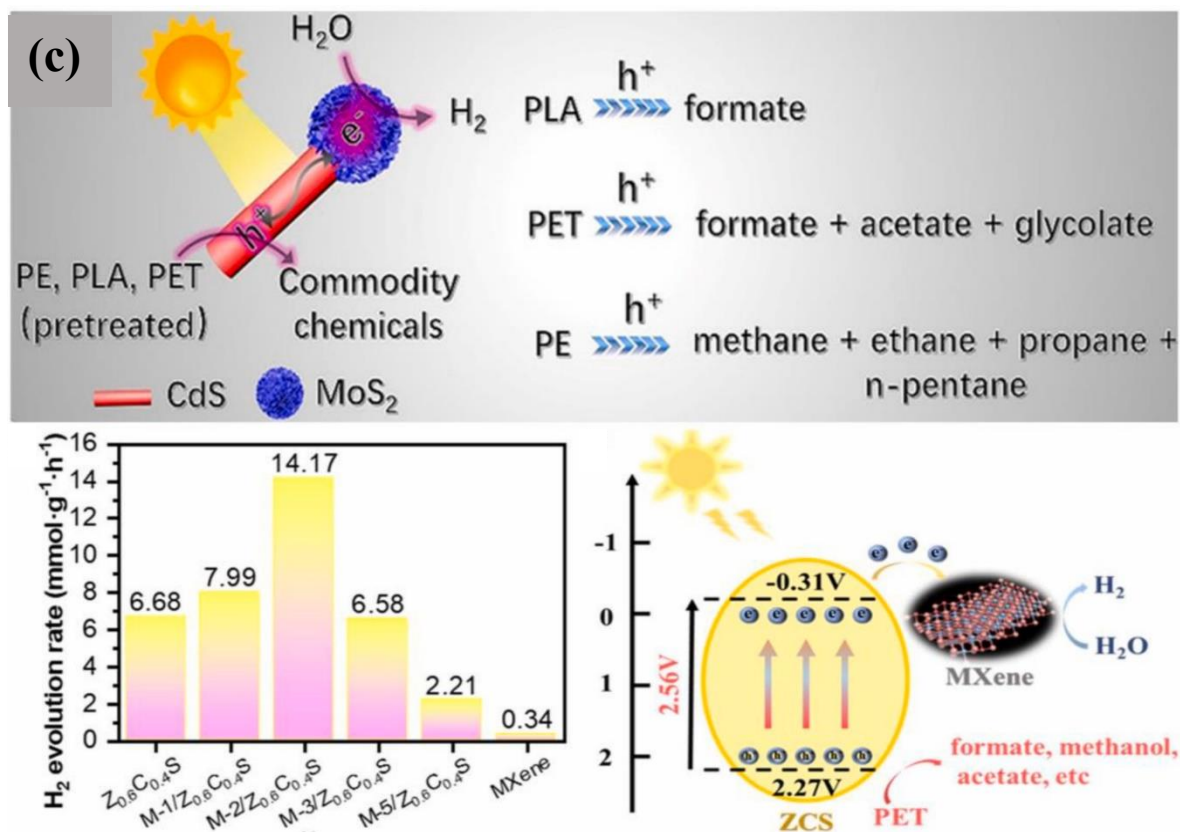 (c)
H₂O
e⁻
H₂
h⁺
PE, PLA, PET
(pretreated)
Commodity
chemicals
CdS
MoS₂
h⁺
PLA formate
h⁺
PET formate + acetate + glycolate
h⁺
PE methane + ethane + propane +
n-pentane
H₂ evolution rate (mmol·g⁻¹·h⁻¹)
16
14
12
10
8
6
4
2
0
6.68
7.99
14.17
6.58
2.21
0.34
Z₀.₆C₀.₄S
M-1/Z₀.₆C₀.₄S
M-2/Z₀.₆C₀.₄S
M-3/Z₀.₆C₀.₄S
M-5/Z₀.₆C₀.₄S
MXene
-1
0
1
2
2.56V
-0.31V
e e e
e e e e e
h h h h h
2.27V
ZCS
MXene
H₂
H₂O
formate, methanol,
acetate, etc
PET